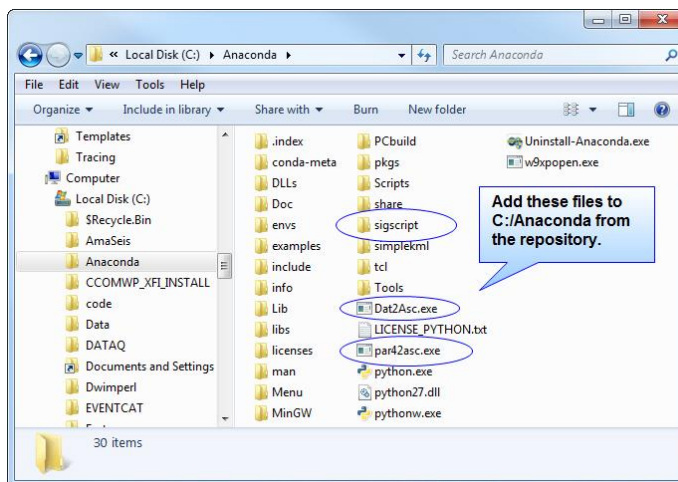 « Local Disk (C:) ▸ Anaconda ▸
Search Anaconda
File Edit View Tools Help
Organize Include in library Share with Burn New folder
Templates
Tracing
Computer
Local Disk (C:)
$Recycle.Bin
AmaSeis
Anaconda
CCOMWP_XFI_INSTALL
code
Data
DATAQ
Documents and Settings
Dwimperl
EVENTCAT
.index
conda-meta
DLLs
Doc
envs
examples
include
info
Lib
libs
licenses
man
Menu
MinGW
PCbuild
pkgs
Scripts
share
sigscript
simplekml
tcl
Tools
Dat2Asc.exe
LICENSE_PYTHON.txt
par42asc.exe
python.exe
python27.dll
pythonw.exe
Uninstall-Anaconda.exe
w9xpopen.exe
Add these files to
C:/Anaconda from
the repository.
30 items